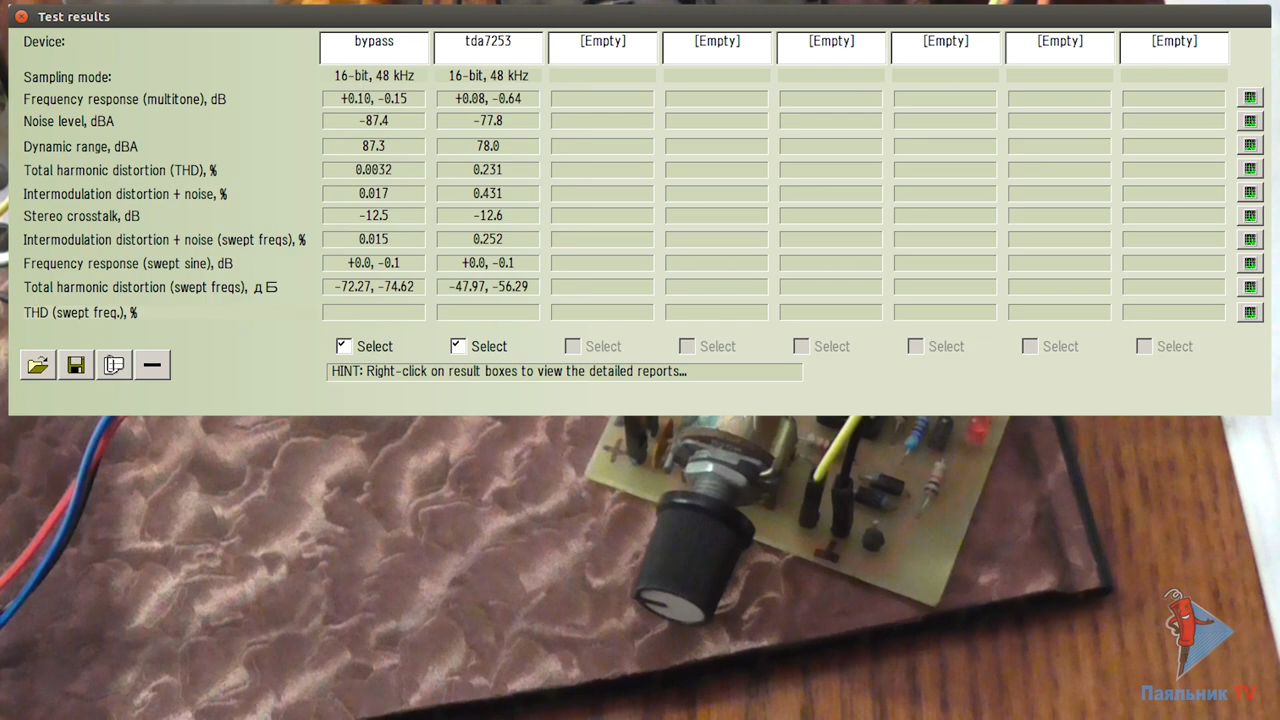 Test results
Device: bypass tda7253 [Empty] [Empty] [Empty] [Empty] [Empty] [Empty]
Sampling mode: 16-bit, 48 kHz 16-bit, 48 kHz
Frequency response (multitone), dB +0.10, -0.15 +0.08, -0.64
Noise level, dBA -87.4 -77.8
Dynamic range, dBA 87.3 78.0
Total harmonic distortion (THD), % 0.0032 0.231
Intermodulation distortion + noise, % 0.017 0.431
Stereo crosstalk, dB -12.5 -12.6
Intermodulation distortion + noise (swept freqs), % 0.015 0.252
Frequency response (swept sine), dB +0.0, -0.1 +0.0, -0.1
Total harmonic distortion (swept freqs), дБ -72.27, -74.62 -47.97, -56.29
THD (swept freq.), %
Select Select Select Select Select Select Select Select
HINT: Right-click on result boxes to view the detailed reports...
Паяльник TV